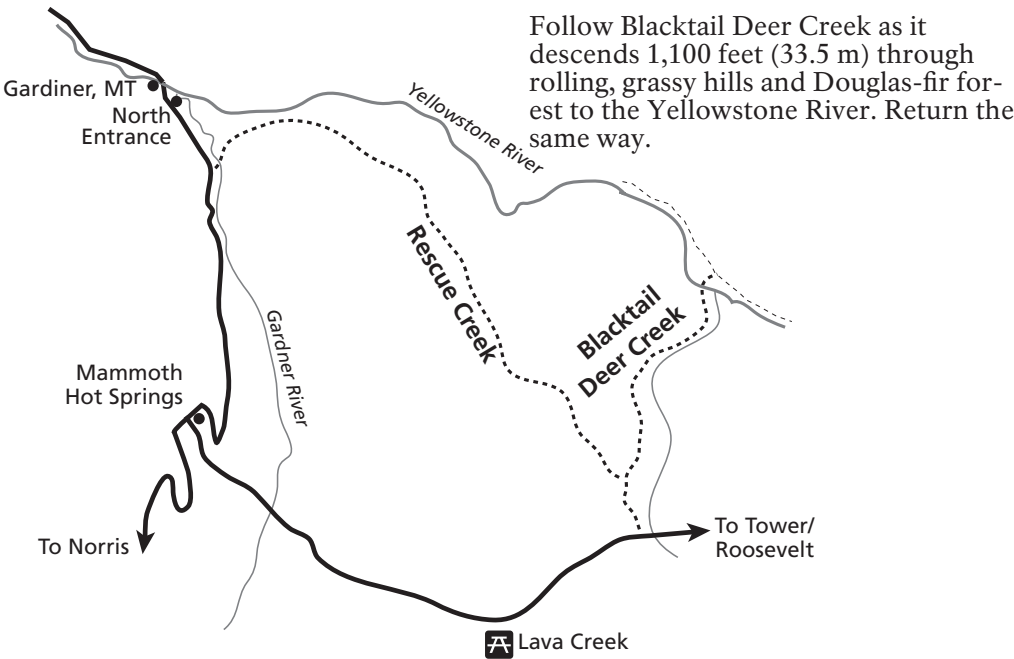 Follow Blacktail Deer Creek as it
descends 1,100 feet (33.5 m) through
rolling, grassy hills and Douglas-fir for-
est to the Yellowstone River. Return the
same way.
Gardiner, MT
North
Entrance
Yellowstone River
Rescue Creek
Blacktail
Deer Creek
Gardner River
Mammoth
Hot Springs
To Norris
To Tower/
Roosevelt
Lava Creek